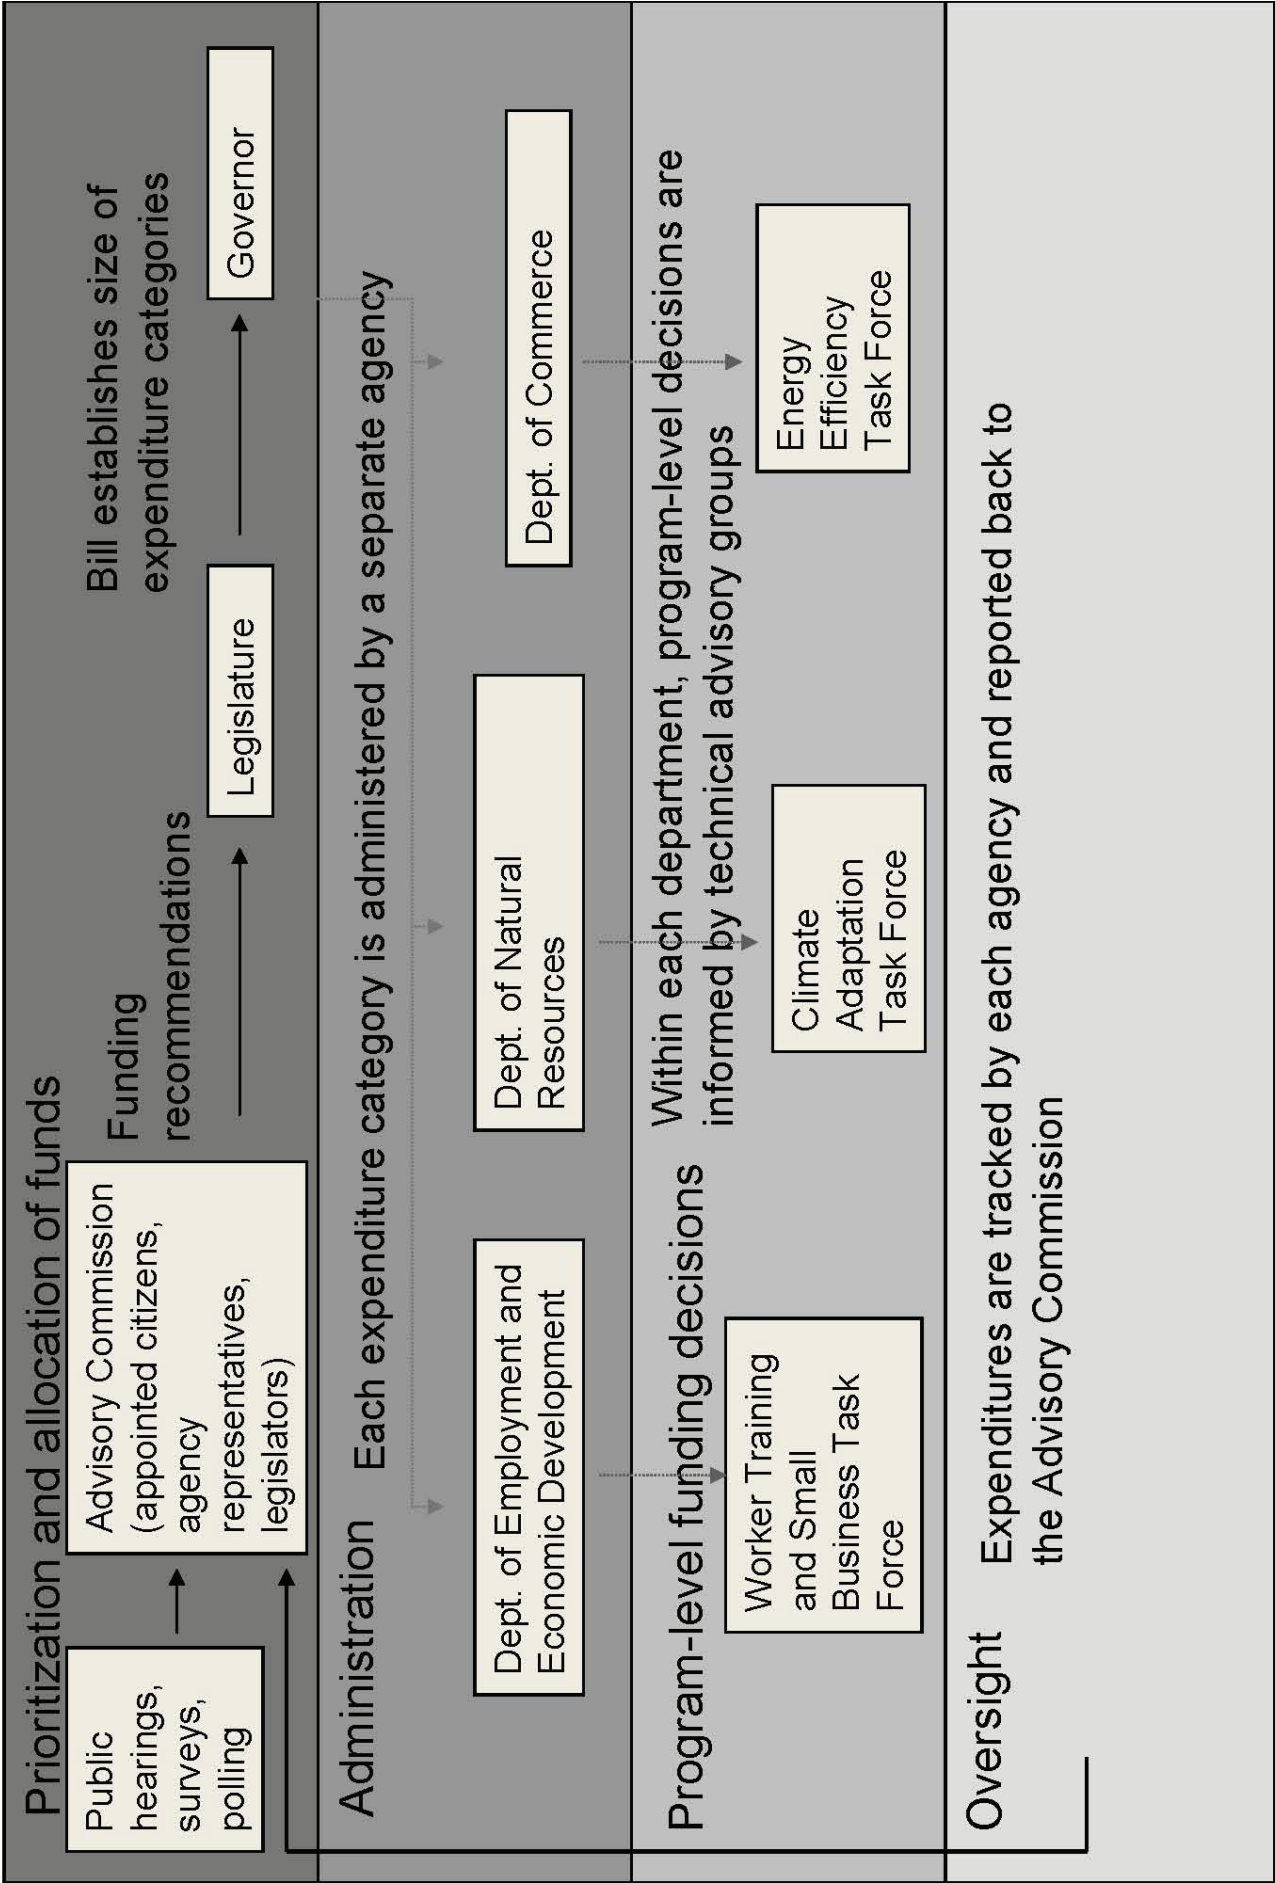 Prioritization and allocation of funds
Public
hearings,
surveys,
polling
Advisory Commission
(appointed citizens,
agency
representatives,
legislators)
Funding
recommendations
Legislature
Bill establishes size of
expenditure categories
Governor
Administration
Each expenditure category is administered by a separate agency
Dept. of Employment and
Economic Development
Dept. of Natural
Resources
Dept. of Commerce
Program-level funding decisions
Within each department, program-level decisions are
informed by technical advisory groups
Worker Training
and Small
Business Task
Force
Climate
Adaptation
Task Force
Energy
Efficiency
Task Force
Oversight
Expenditures are tracked by each agency and reported back to
the Advisory Commission